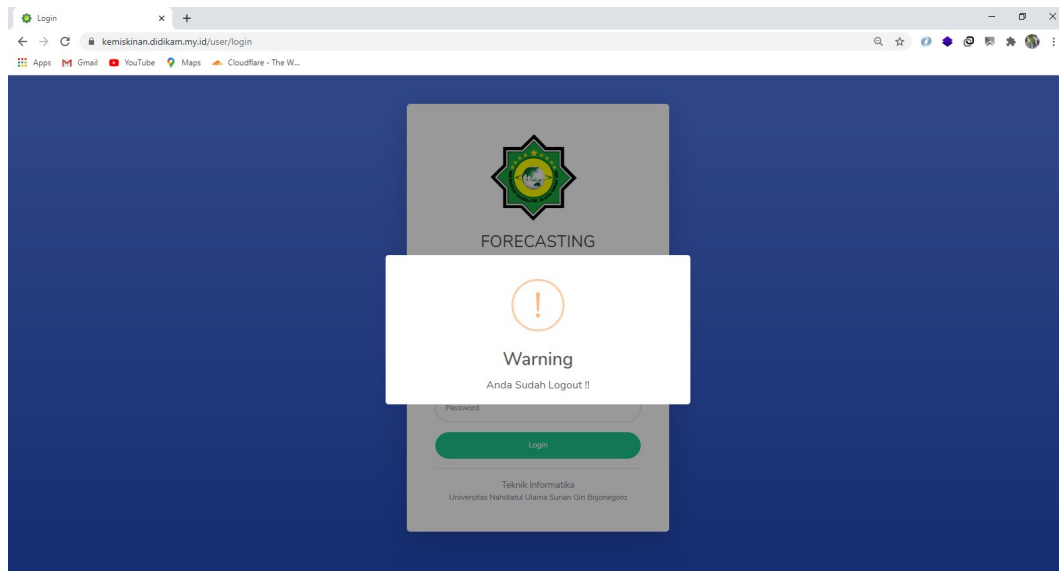 Login
kemiskinan.didikam.my.id/user/login
Apps Gmail YouTube Maps Cloudflare - The W...
FORECASTING
Warning
Anda Sudah Logout !!
Password
Login
Teknik Informatika
Universitas Nahdlatul Ulama Sunan Giri Bojonegoro